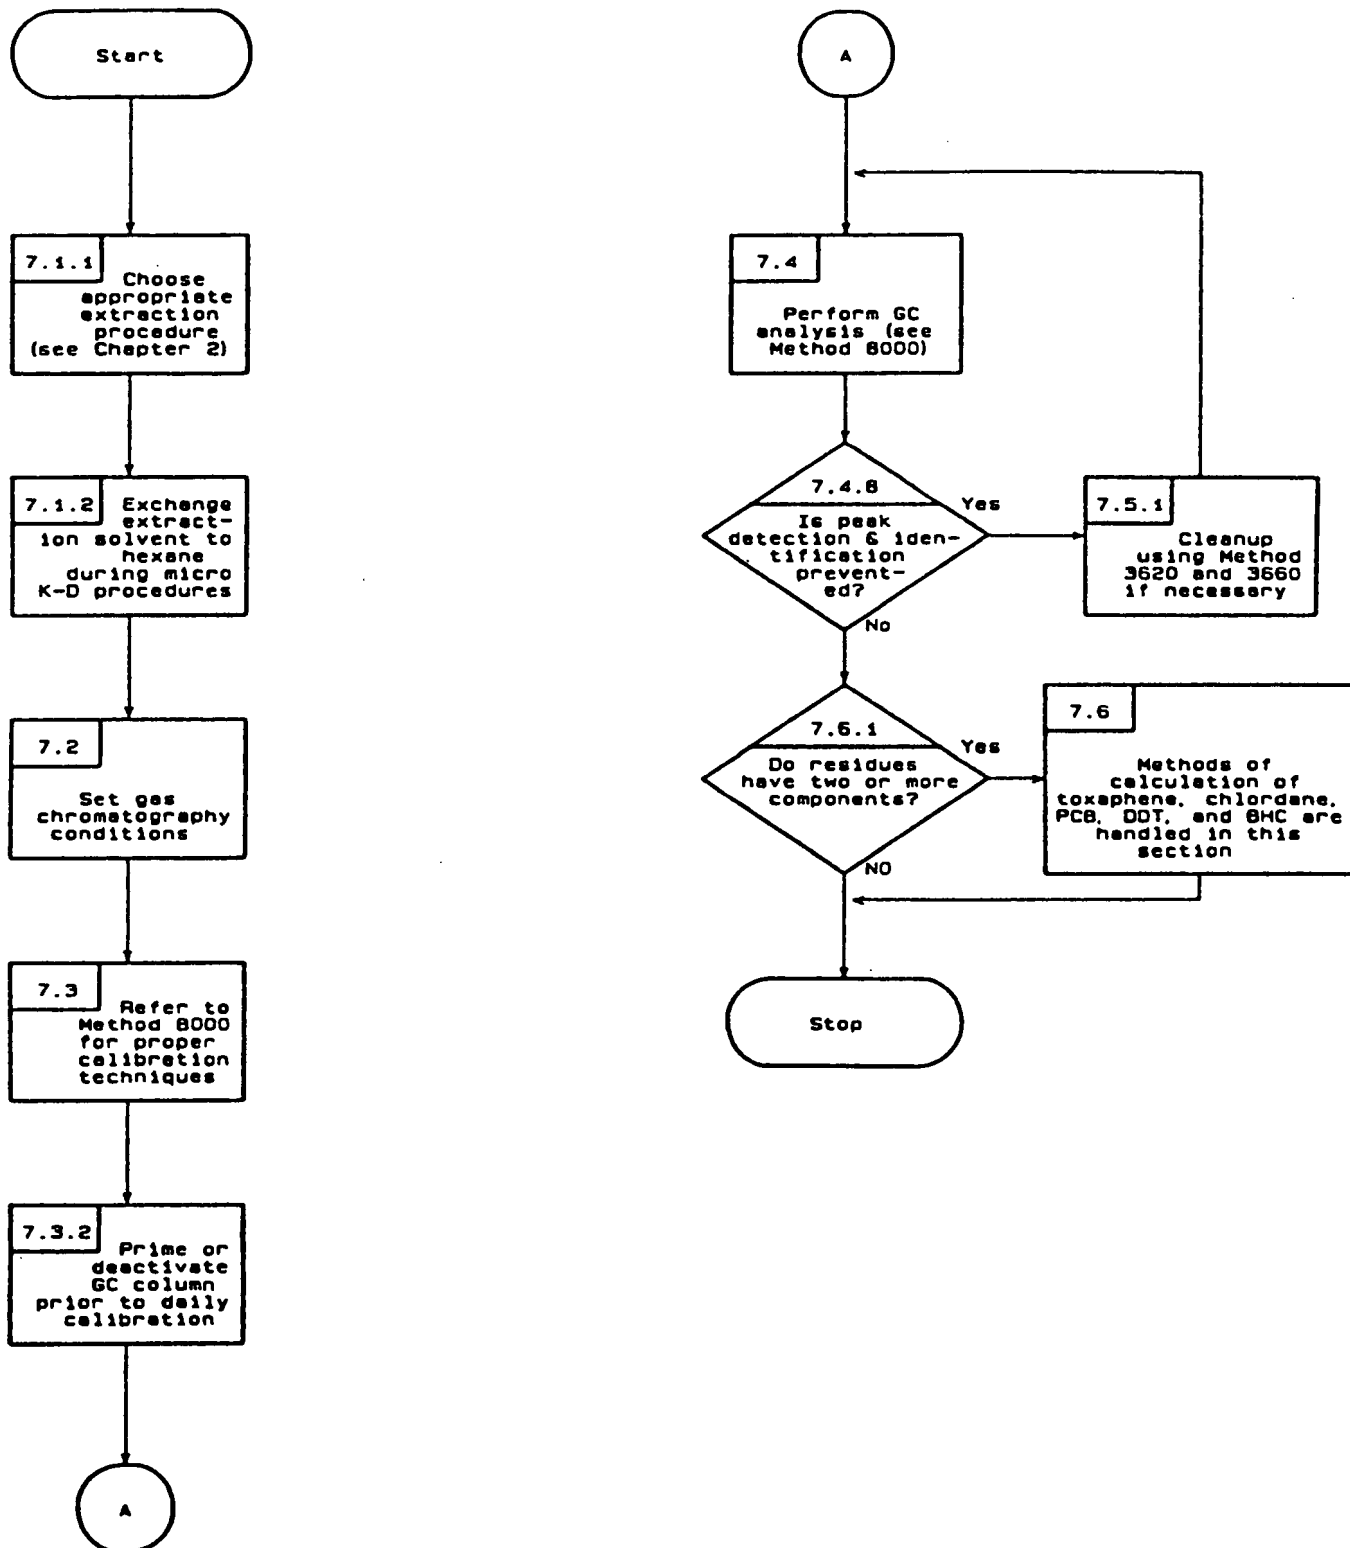 Start
7.1.1
Choose
appropriate
extraction
procedure
(see Chapter 2)
7.1.2
Exchange
extract-
ion solvent to
hexane
during micro
K-D procedures
7.2
Set gas
chromatography
conditions
7.3
Refer to
Method 8000
for proper
calibration
techniques
7.3.2
Prime or
deactivate
GC column
prior to daily
calibration
A
A
7.4
Perform GC
analysis (see
Method 8000)
7.4.8
Is peak
detection & iden-
tification
prevent-
ed?
Yes
No
7.5.1
Cleanup
using Method
3620 and 3660
if necessary
7.6.1
Do residues
have two or more
components?
Yes
NO
7.6
Methods of
calculation of
toxaphene, chlordane,
PCB, DDT, and BHC are
handled in this
section
Stop